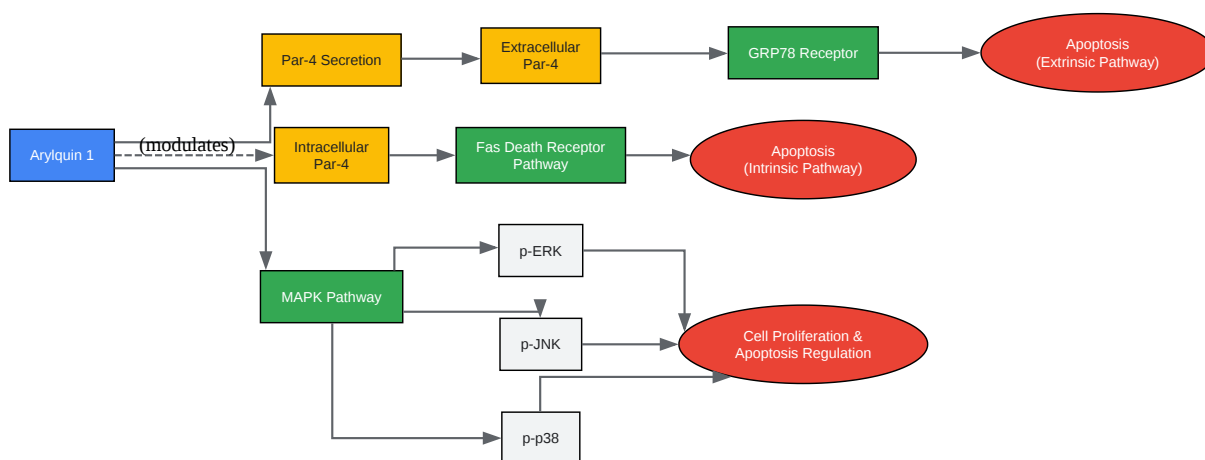 Par-4 Secretion
Extracellular
Par-4
GRP78 Receptor
Apoptosis
(Extrinsic Pathway)
Arylquin 1
(modulates)
Intracellular
Par-4
Fas Death Receptor
Pathway
Apoptosis
(Intrinsic Pathway)
MAPK Pathway
p-ERK
p-JNK
p-p38
Cell Proliferation &
Apoptosis Regulation